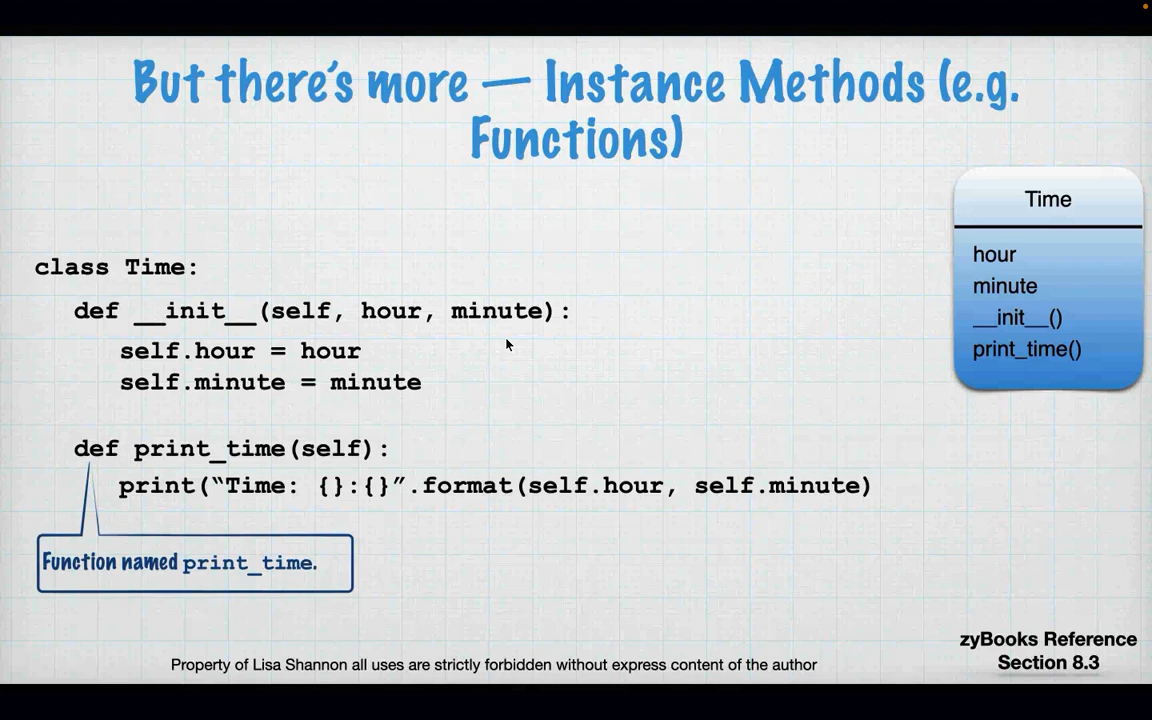 But there's more — Instance Methods (e.g.
Functions)
class Time:
def __init__(self, hour, minute):
self.hour = hour
self.minute = minute
def print_time(self):
print(“Time: {}:{}”.format(self.hour, self.minute)
Function named print_time.
Time
hour
minute
__init__()
print_time()
zyBooks Reference
Section 8.3
Property of Lisa Shannon all uses are strictly forbidden without express content of the author